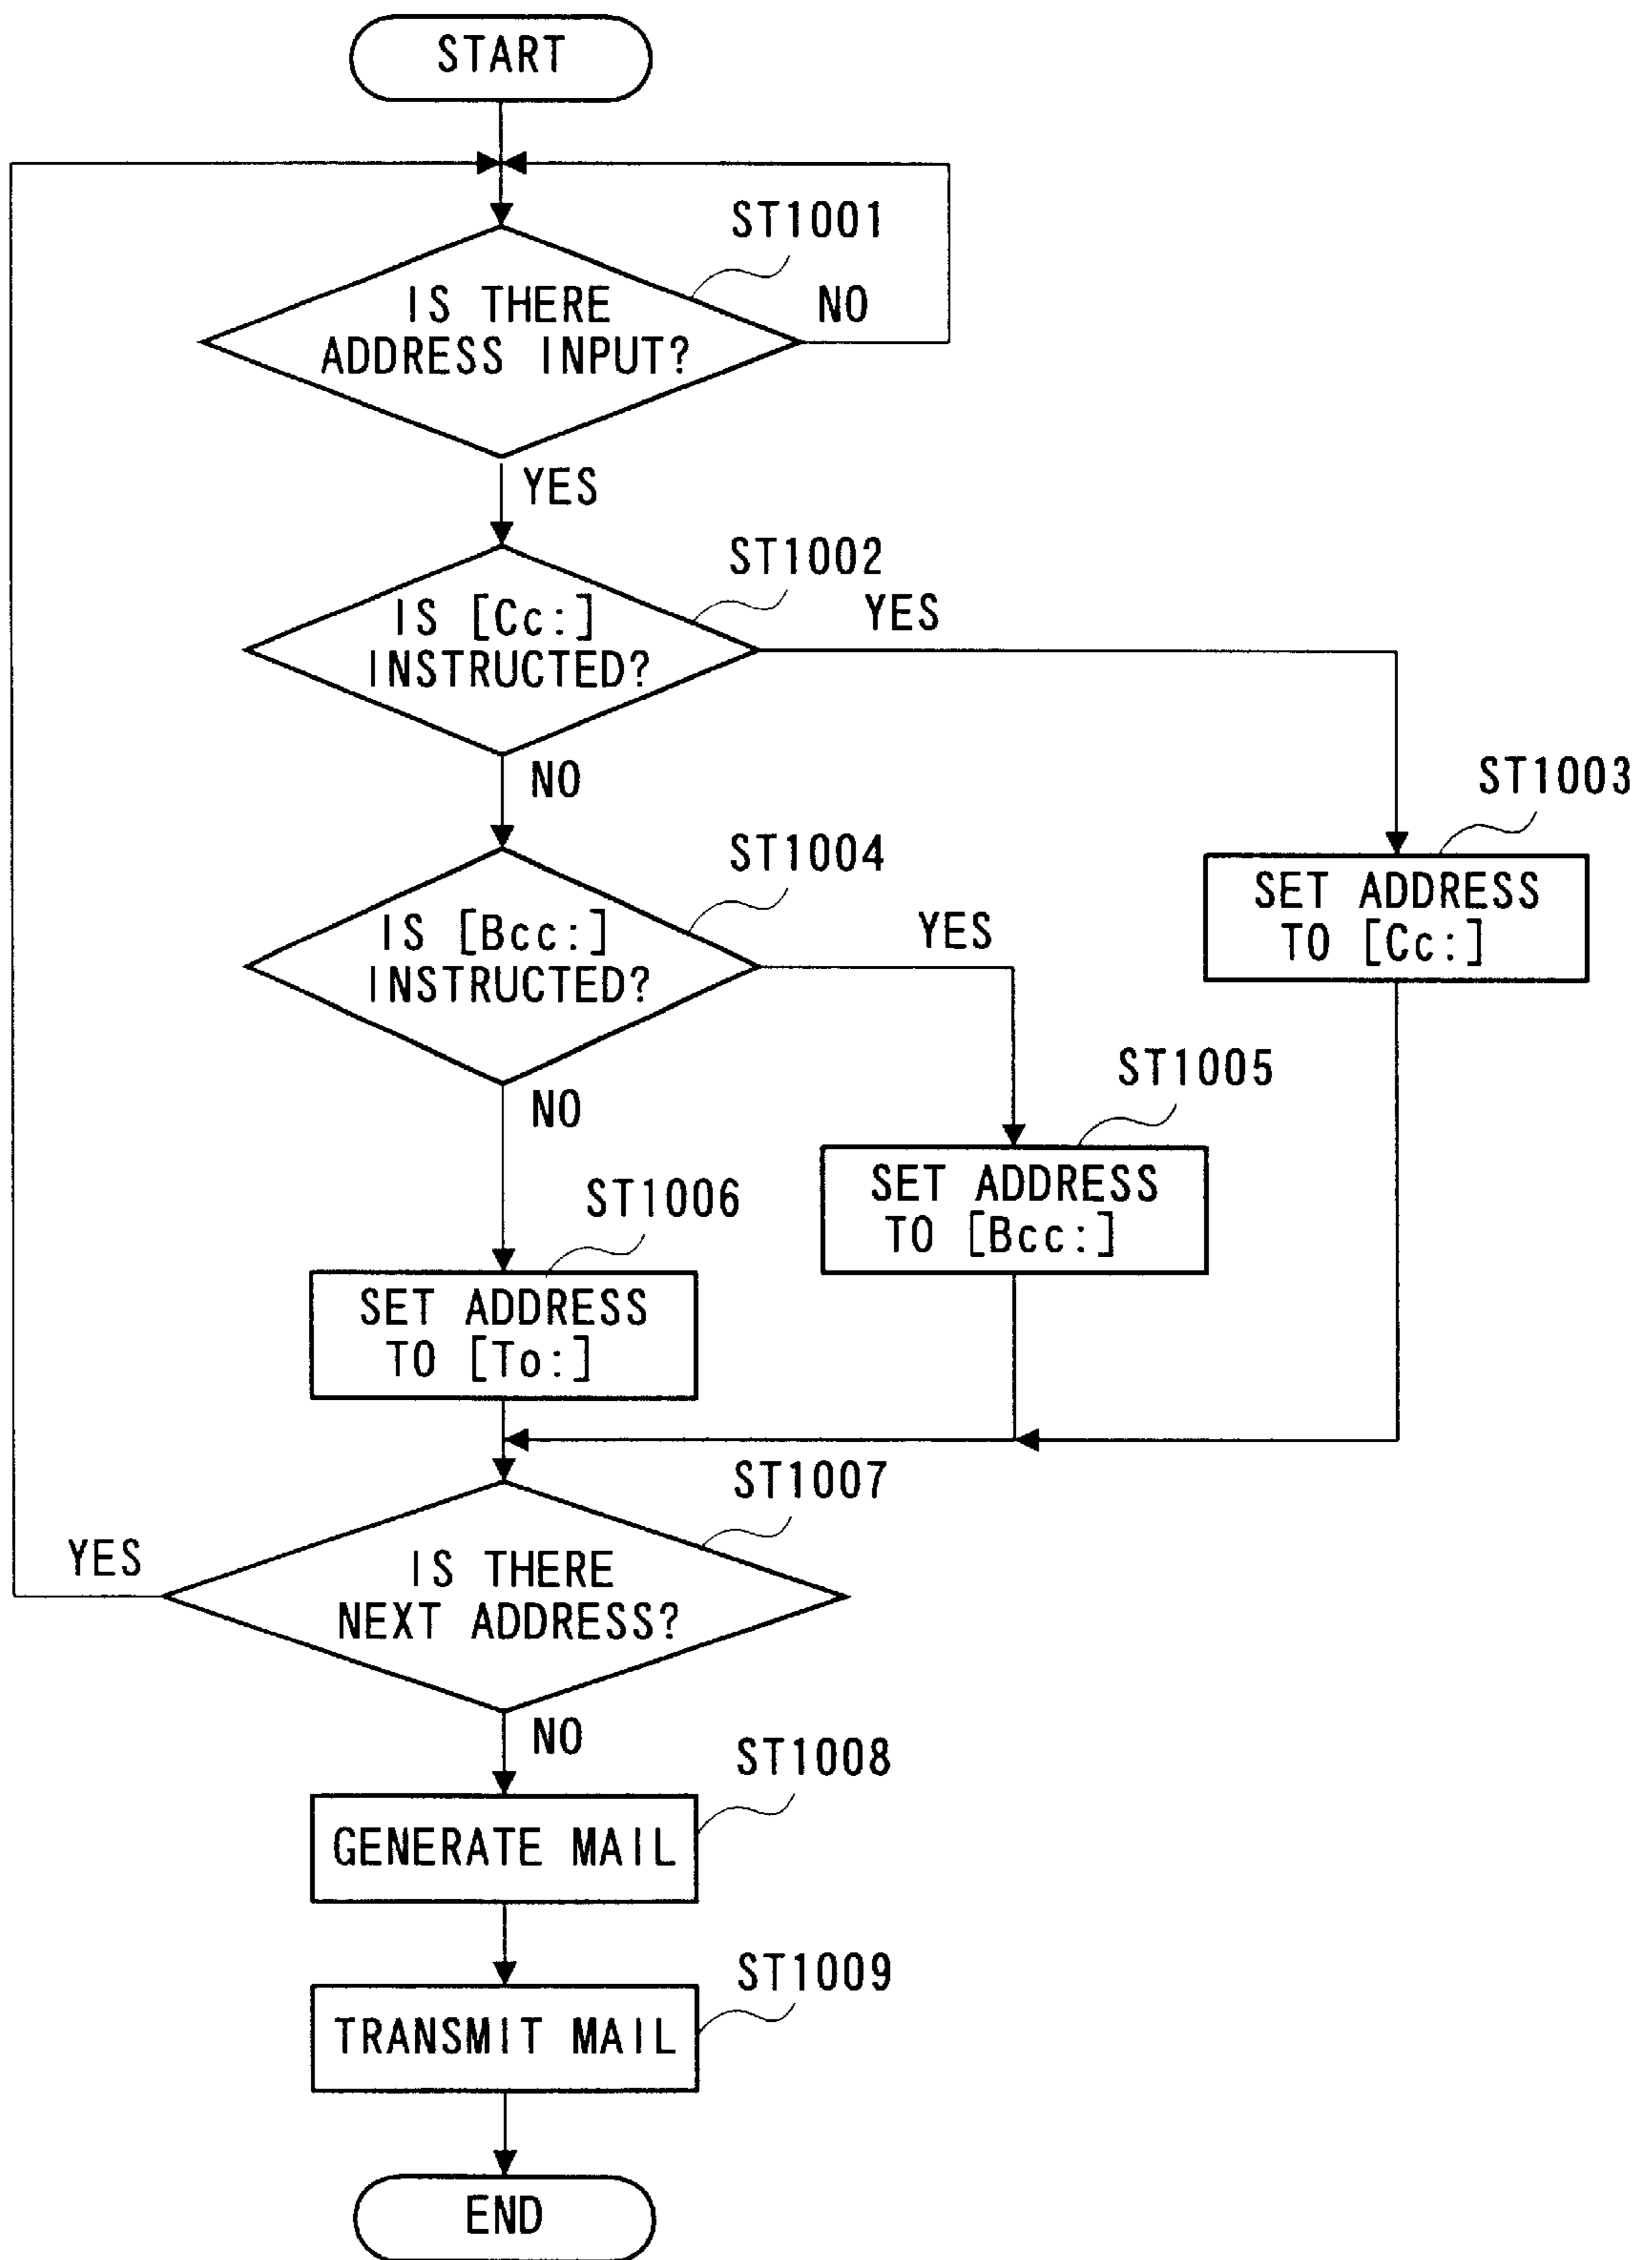 START
ST1001
IS THERE
ADDRESS INPUT?
NO
YES
ST1002
IS [Cc:]
INSTRUCTED?
YES
NO
ST1003
SET ADDRESS
TO [Cc:]
ST1004
IS [Bcc:]
INSTRUCTED?
YES
NO
ST1005
SET ADDRESS
TO [Bcc:]
ST1006
SET ADDRESS
TO [To:]
ST1007
IS THERE
NEXT ADDRESS?
YES
NO
ST1008
GENERATE MAIL
ST1009
TRANSMIT MAIL
END